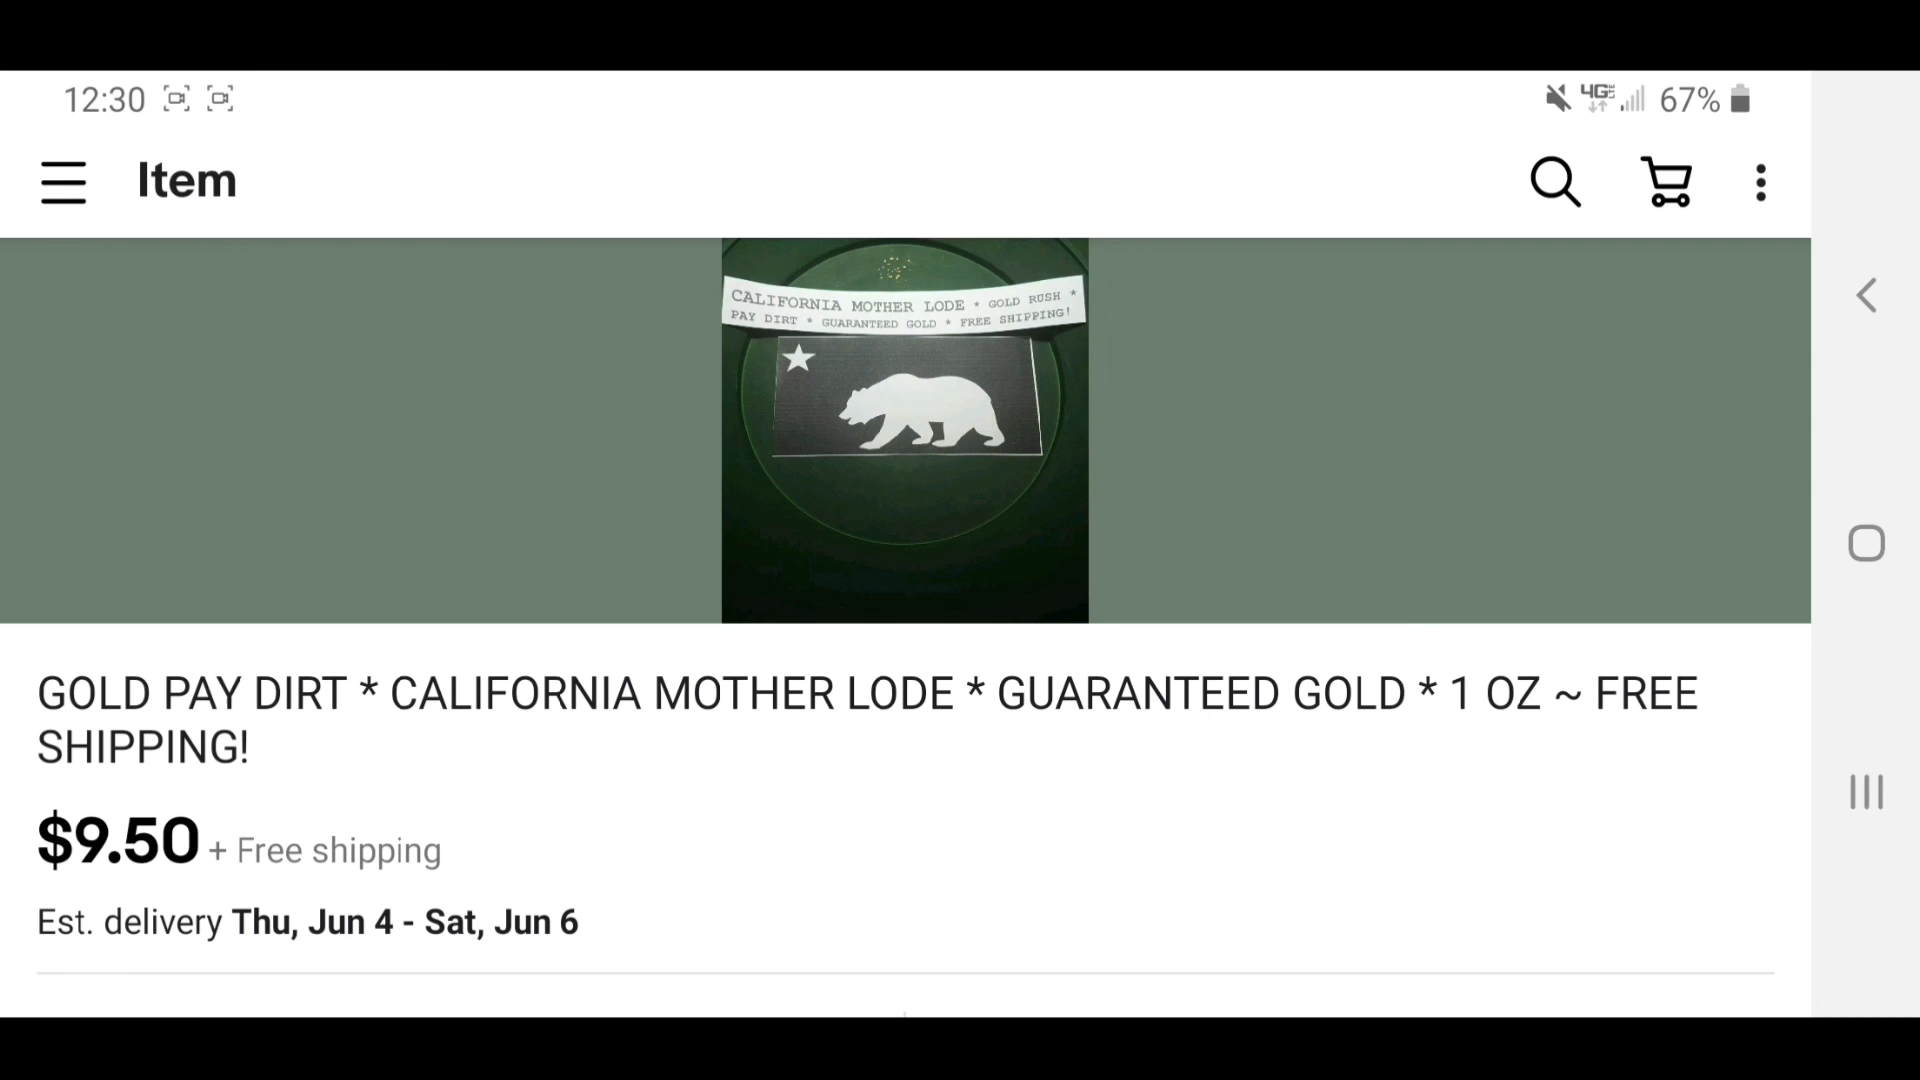 12:30
4G LTE 67%
Item
CALIFORNIA MOTHER LODE * GOLD RUSH *
PAY DIRT * GUARANTEED GOLD * FREE SHIPPING!
GOLD PAY DIRT * CALIFORNIA MOTHER LODE * GUARANTEED GOLD * 1 OZ ~ FREE
SHIPPING!
$9.50 + Free shipping
Est. delivery Thu, Jun 4 - Sat, Jun 6